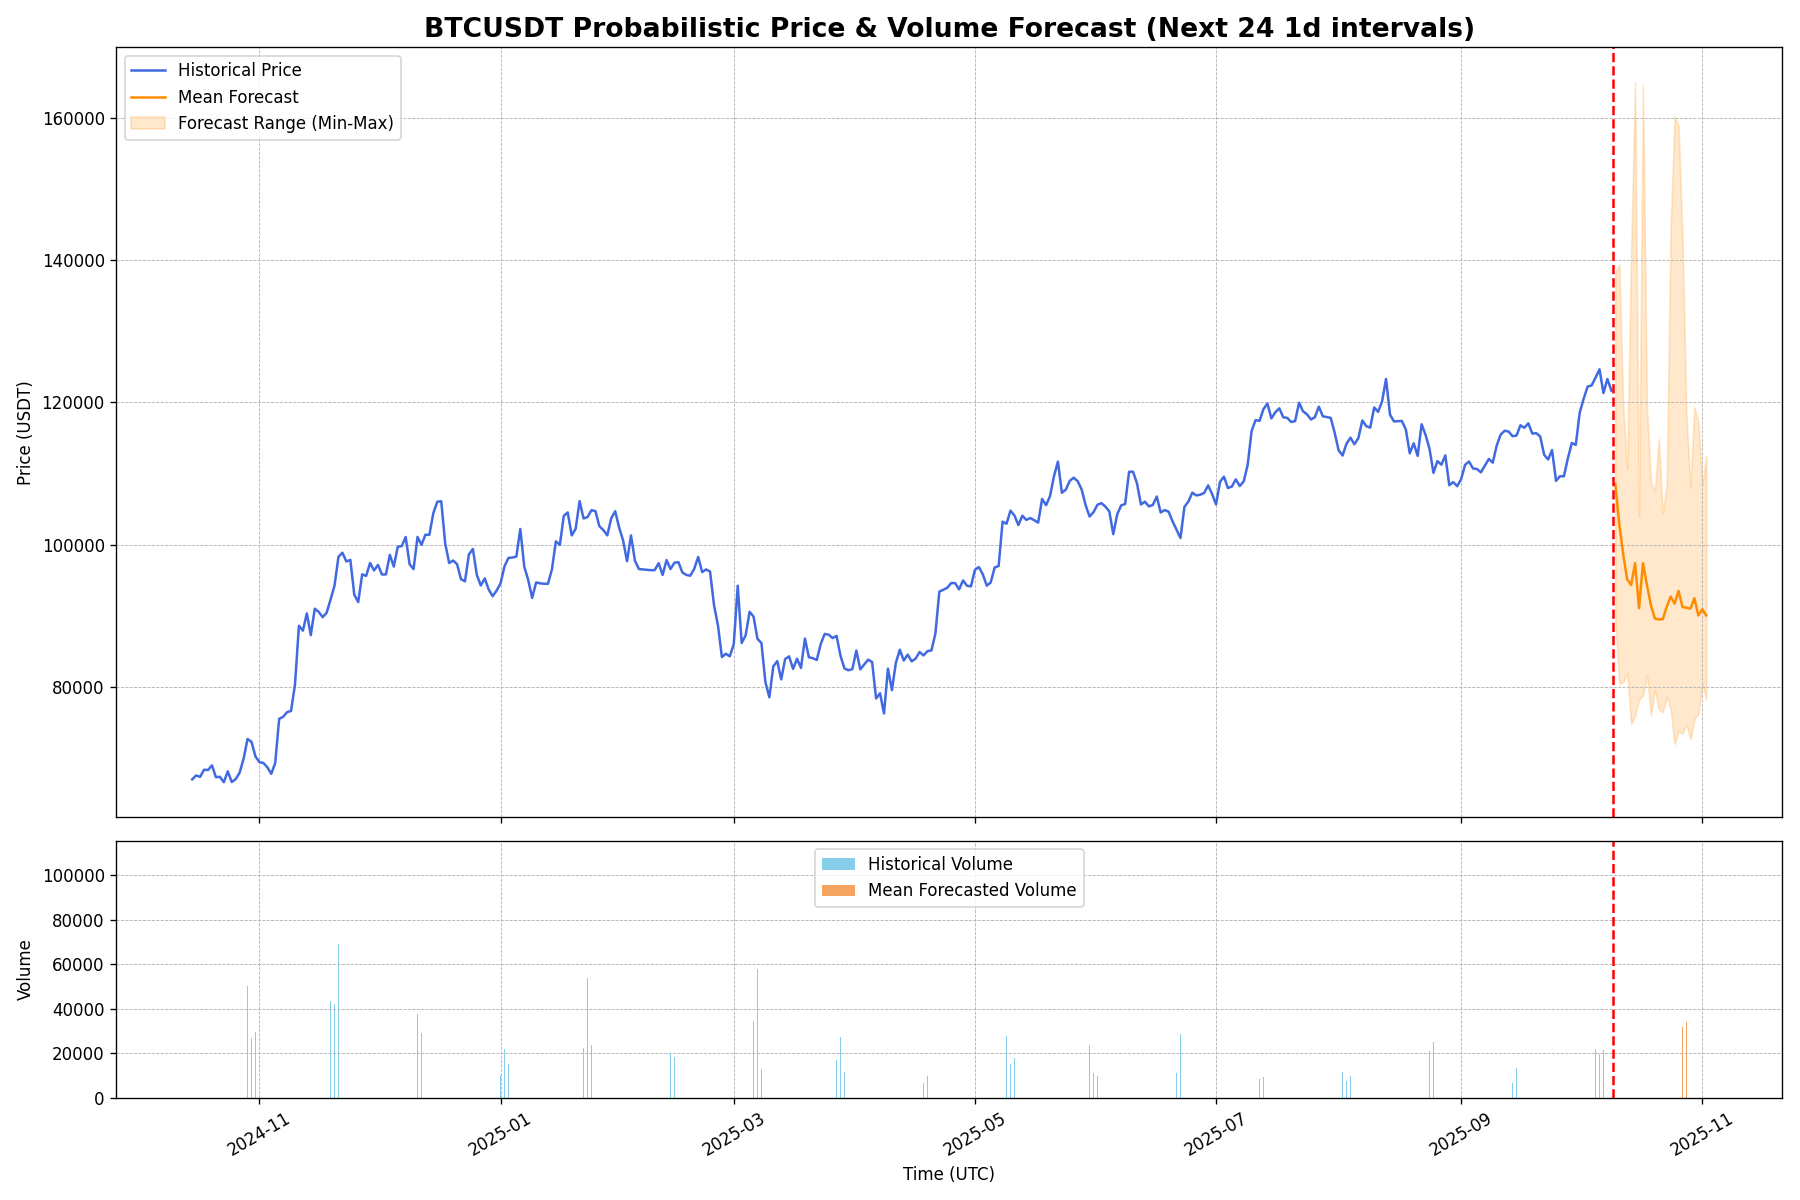 BTCUSDT Probabilistic Price & Volume Forecast (Next 24 1d intervals)
Historical Price
Mean Forecast
Forecast Range (Min-Max)
160000
140000
120000
100000
80000
Price (USDT)
Historical Volume
Mean Forecasted Volume
100000
80000
60000
40000
20000
0
Volume
2024-11
2025-01
2025-03
2025-05
2025-07
2025-09
2025-11
Time (UTC)